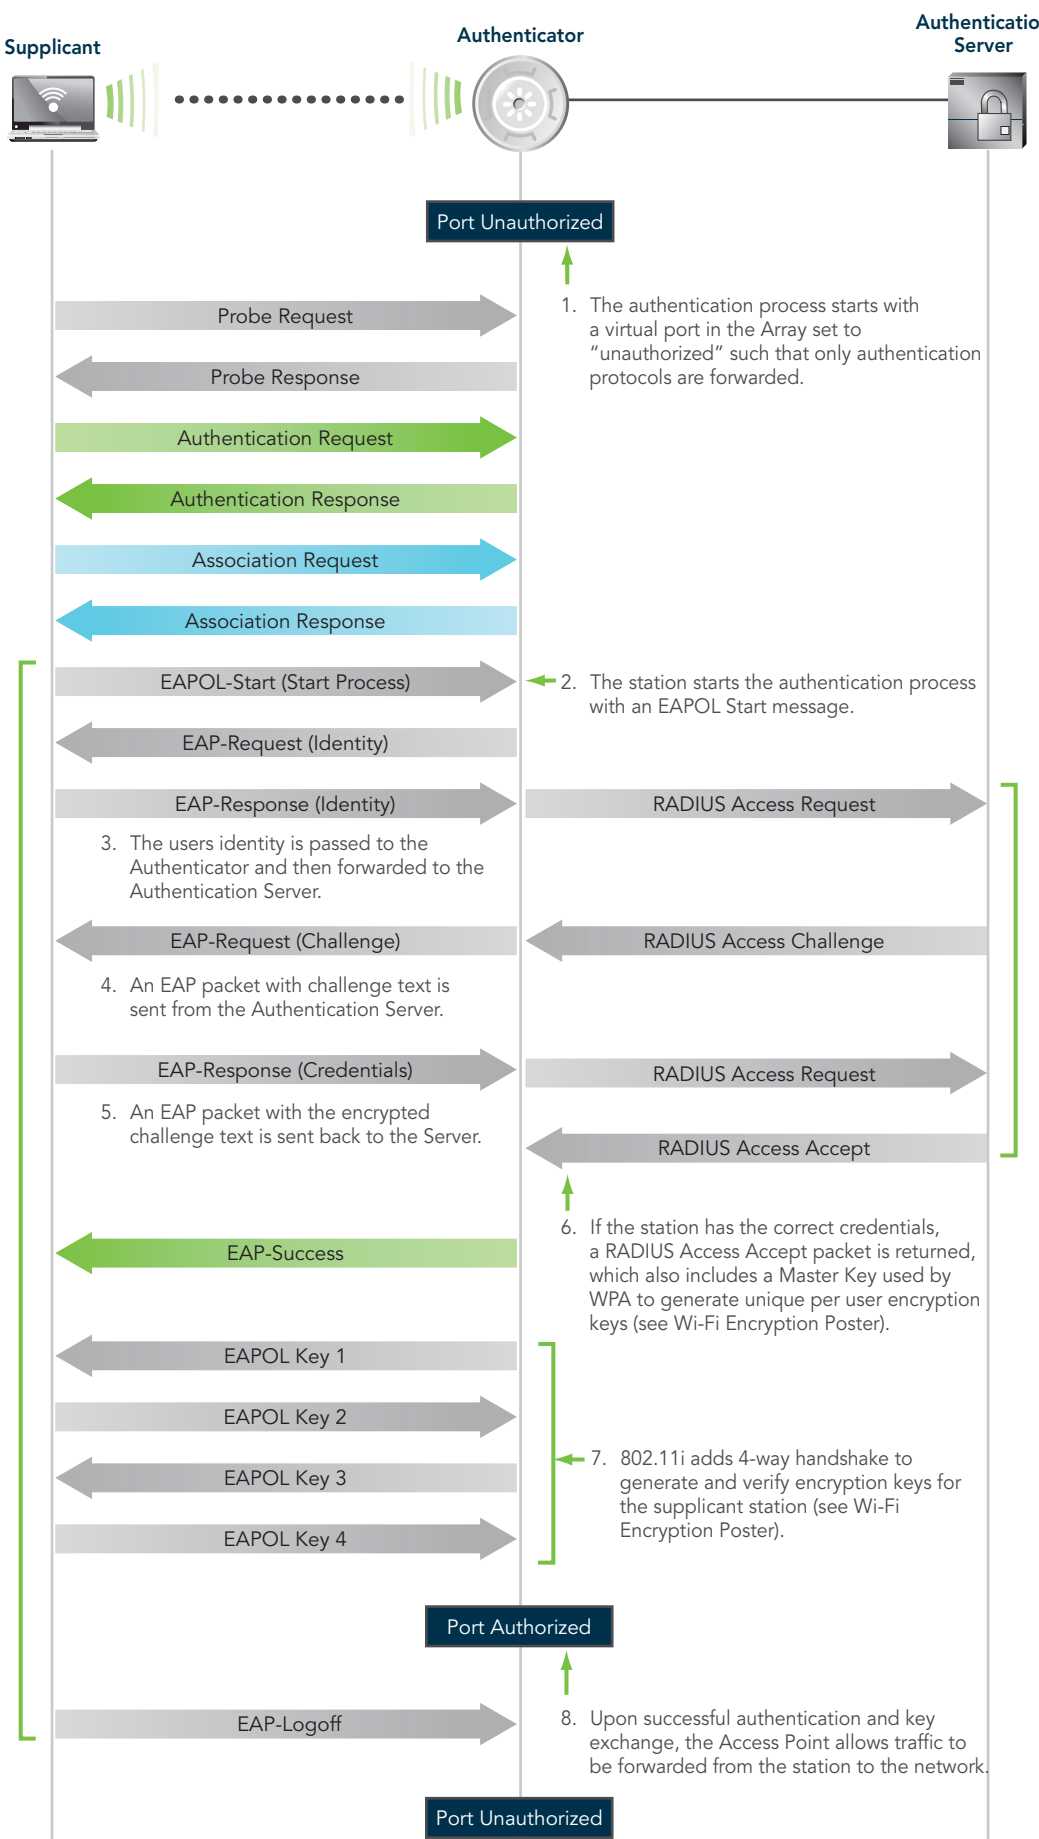 Supplicant
Authenticator
Authenticatio
Server
Port Unauthorized
1. The authentication process starts with
a virtual port in the Array set to
“unauthorized” such that only authentication
protocols are forwarded.
Probe Request
Probe Response
Authentication Request
Authentication Response
Association Request
Association Response
EAPOL-Start (Start Process)
2. The station starts the authentication process
with an EAPOL Start message.
EAP-Request (Identity)
EAP-Response (Identity)
RADIUS Access Request
3. The users identity is passed to the
Authenticator and then forwarded to the
Authentication Server.
EAP-Request (Challenge)
RADIUS Access Challenge
4. An EAP packet with challenge text is
sent from the Authentication Server.
EAP-Response (Credentials)
RADIUS Access Request
5. An EAP packet with the encrypted
challenge text is sent back to the Server.
RADIUS Access Accept
6. If the station has the correct credentials,
a RADIUS Access Accept packet is returned,
which also includes a Master Key used by
WPA to generate unique per user encryption
keys (see Wi-Fi Encryption Poster).
EAP-Success
EAPOL Key 1
EAPOL Key 2
EAPOL Key 3
EAPOL Key 4
7. 802.11i adds 4-way handshake to
generate and verify encryption keys for
the supplicant station (see Wi-Fi
Encryption Poster).
Port Authorized
EAP-Logoff
8. Upon successful authentication and key
exchange, the Access Point allows traffic to
be forwarded from the station to the network.
Port Unauthorized